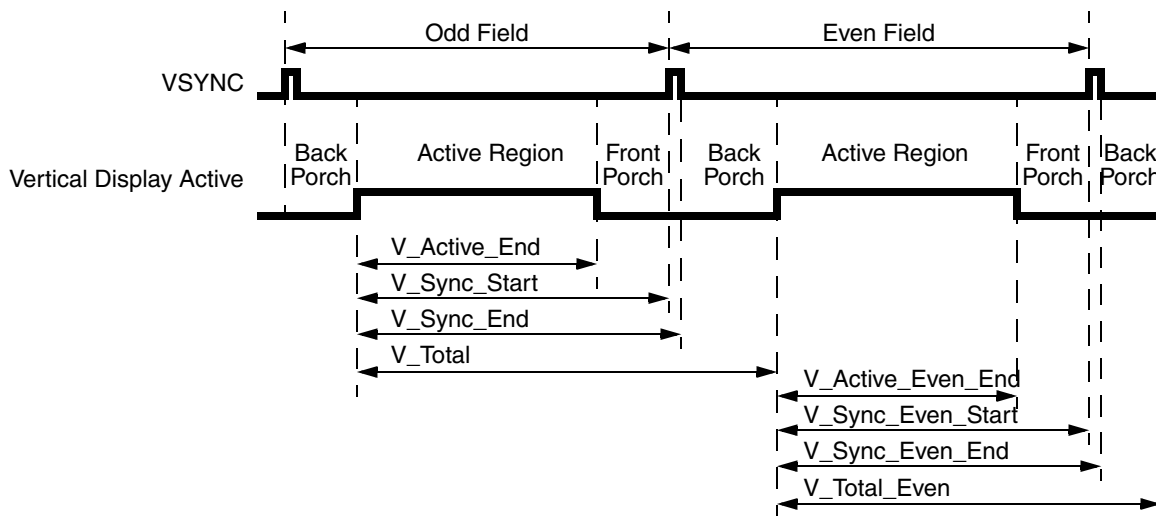 Odd Field
Even Field
VSYNC
Back
Porch
Active Region
Front
Porch
Back
Porch
Active Region
Front
Porch
Back
Porch
Vertical Display Active
V_Active_End
V_Sync_Start
V_Sync_End
V_Total
V_Active_Even_End
V_Sync_Even_Start
V_Sync_Even_End
V_Total_Even